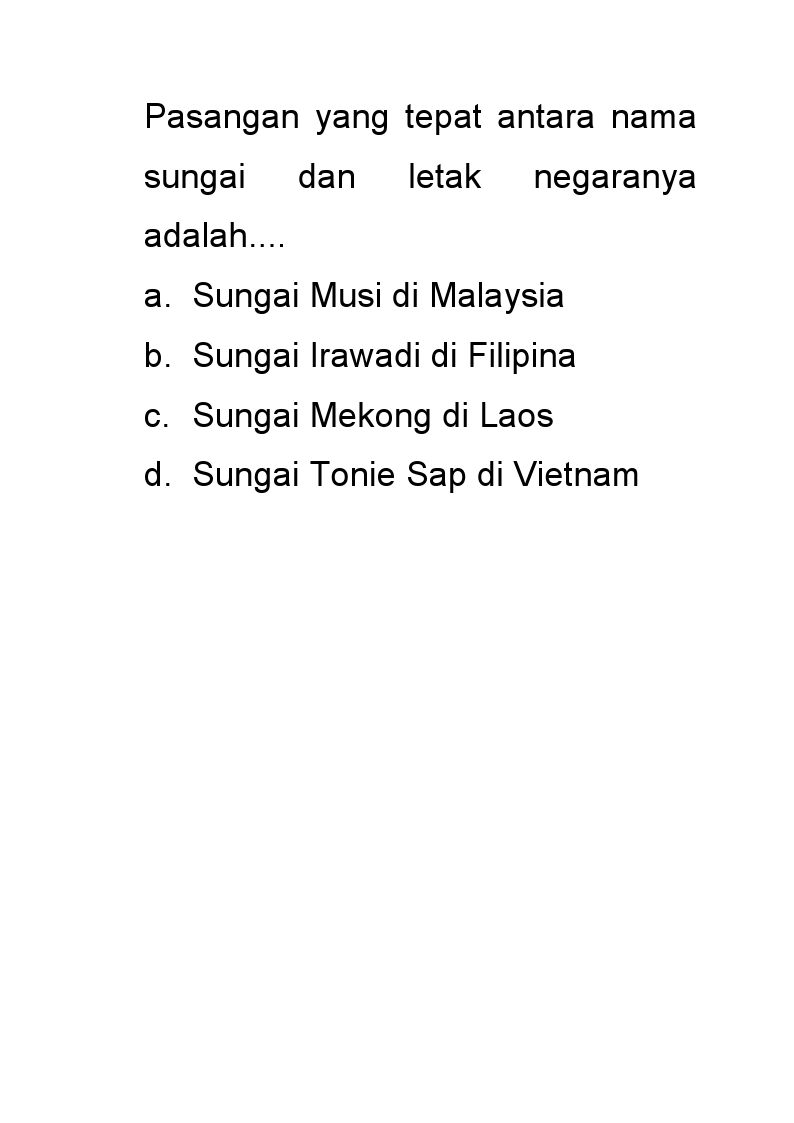 Pasangan yang tepat antara nama
sungai dan letak negaranya
adalah....
a. Sungai Musi di Malaysia
b. Sungai Irawadi di Filipina
c. Sungai Mekong di Laos
d. Sungai Tonie Sap di Vietnam